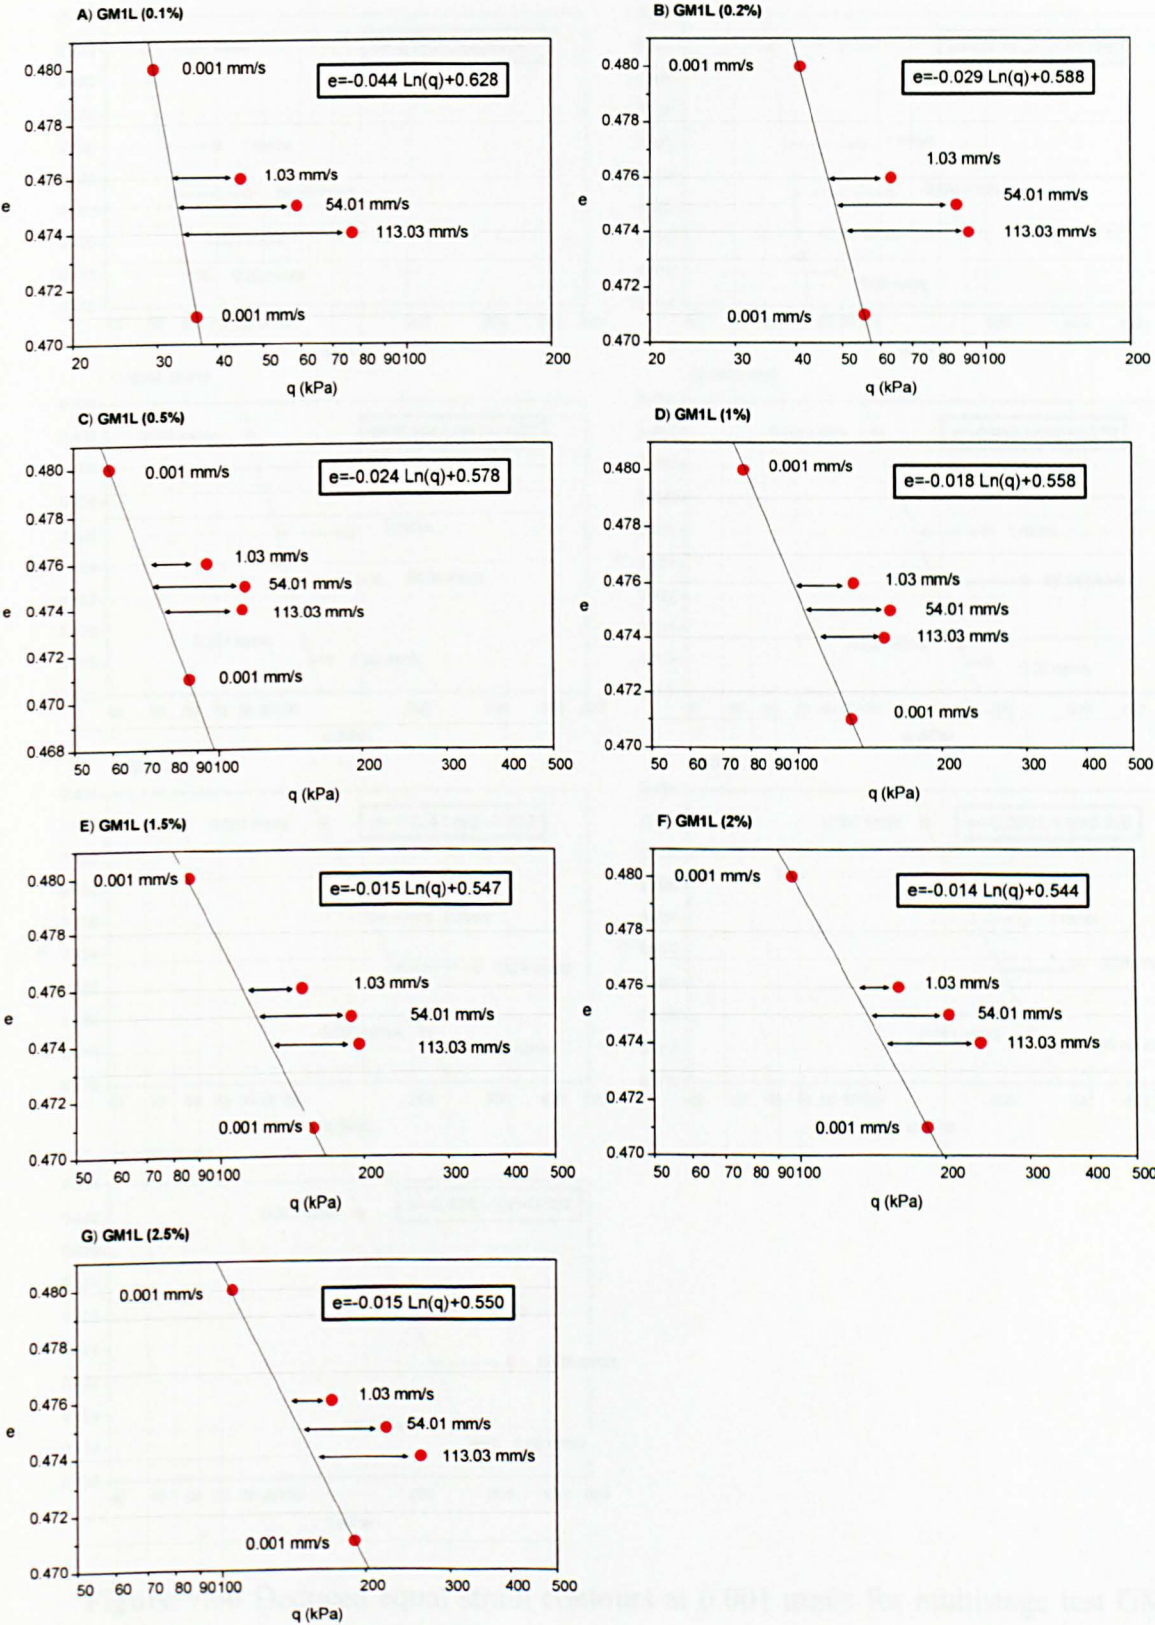 A) GM1L (0.1%)
e=-0.044 Ln(q)+0.628
0.001 mm/s
1.03 mm/s
54.01 mm/s
113.03 mm/s
0.001 mm/s
0.480
0.478
0.476
0.474
0.472
0.470
e
20 30 40 50 60 70 80 90 100 200
q (kPa)
B) GM1L (0.2%)
e=-0.029 Ln(q)+0.588
0.001 mm/s
1.03 mm/s
54.01 mm/s
113.03 mm/s
0.001 mm/s
0.480
0.478
0.476
0.474
0.472
0.470
e
20 30 40 50 60 70 80 90 100 200
q (kPa)
C) GM1L (0.5%)
e=-0.024 Ln(q)+0.578
0.001 mm/s
1.03 mm/s
54.01 mm/s
113.03 mm/s
0.001 mm/s
0.480
0.478
0.476
0.474
0.472
0.470
0.468
e
50 60 70 80 90 100 200 300 400 500
q (kPa)
D) GM1L (1%)
e=-0.018 Ln(q)+0.558
0.001 mm/s
1.03 mm/s
54.01 mm/s
113.03 mm/s
0.001 mm/s
0.480
0.478
0.476
0.474
0.472
0.470
e
50 60 70 80 90 100 200 300 400 500
q (kPa)
E) GM1L (1.5%)
e=-0.015 Ln(q)+0.547
0.001 mm/s
1.03 mm/s
54.01 mm/s
113.03 mm/s
0.001 mm/s
0.480
0.478
0.476
0.474
0.472
0.470
e
50 60 70 80 90 100 200 300 400 500
q (kPa)
F) GM1L (2%)
e=-0.014 Ln(q)+0.544
0.001 mm/s
1.03 mm/s
54.01 mm/s
113.03 mm/s
0.001 mm/s
0.480
0.478
0.476
0.474
0.472
0.470
e
50 60 70 80 90 100 200 300 400 500
q (kPa)
G) GM1L (2.5%)
e=-0.015 Ln(q)+0.550
0.001 mm/s
1.03 mm/s
54.01 mm/s
113.03 mm/s
0.001 mm/s
0.480
0.478
0.476
0.474
0.472
0.470
e
50 60 70 80 90 100 200 300 400 500
q (kPa)